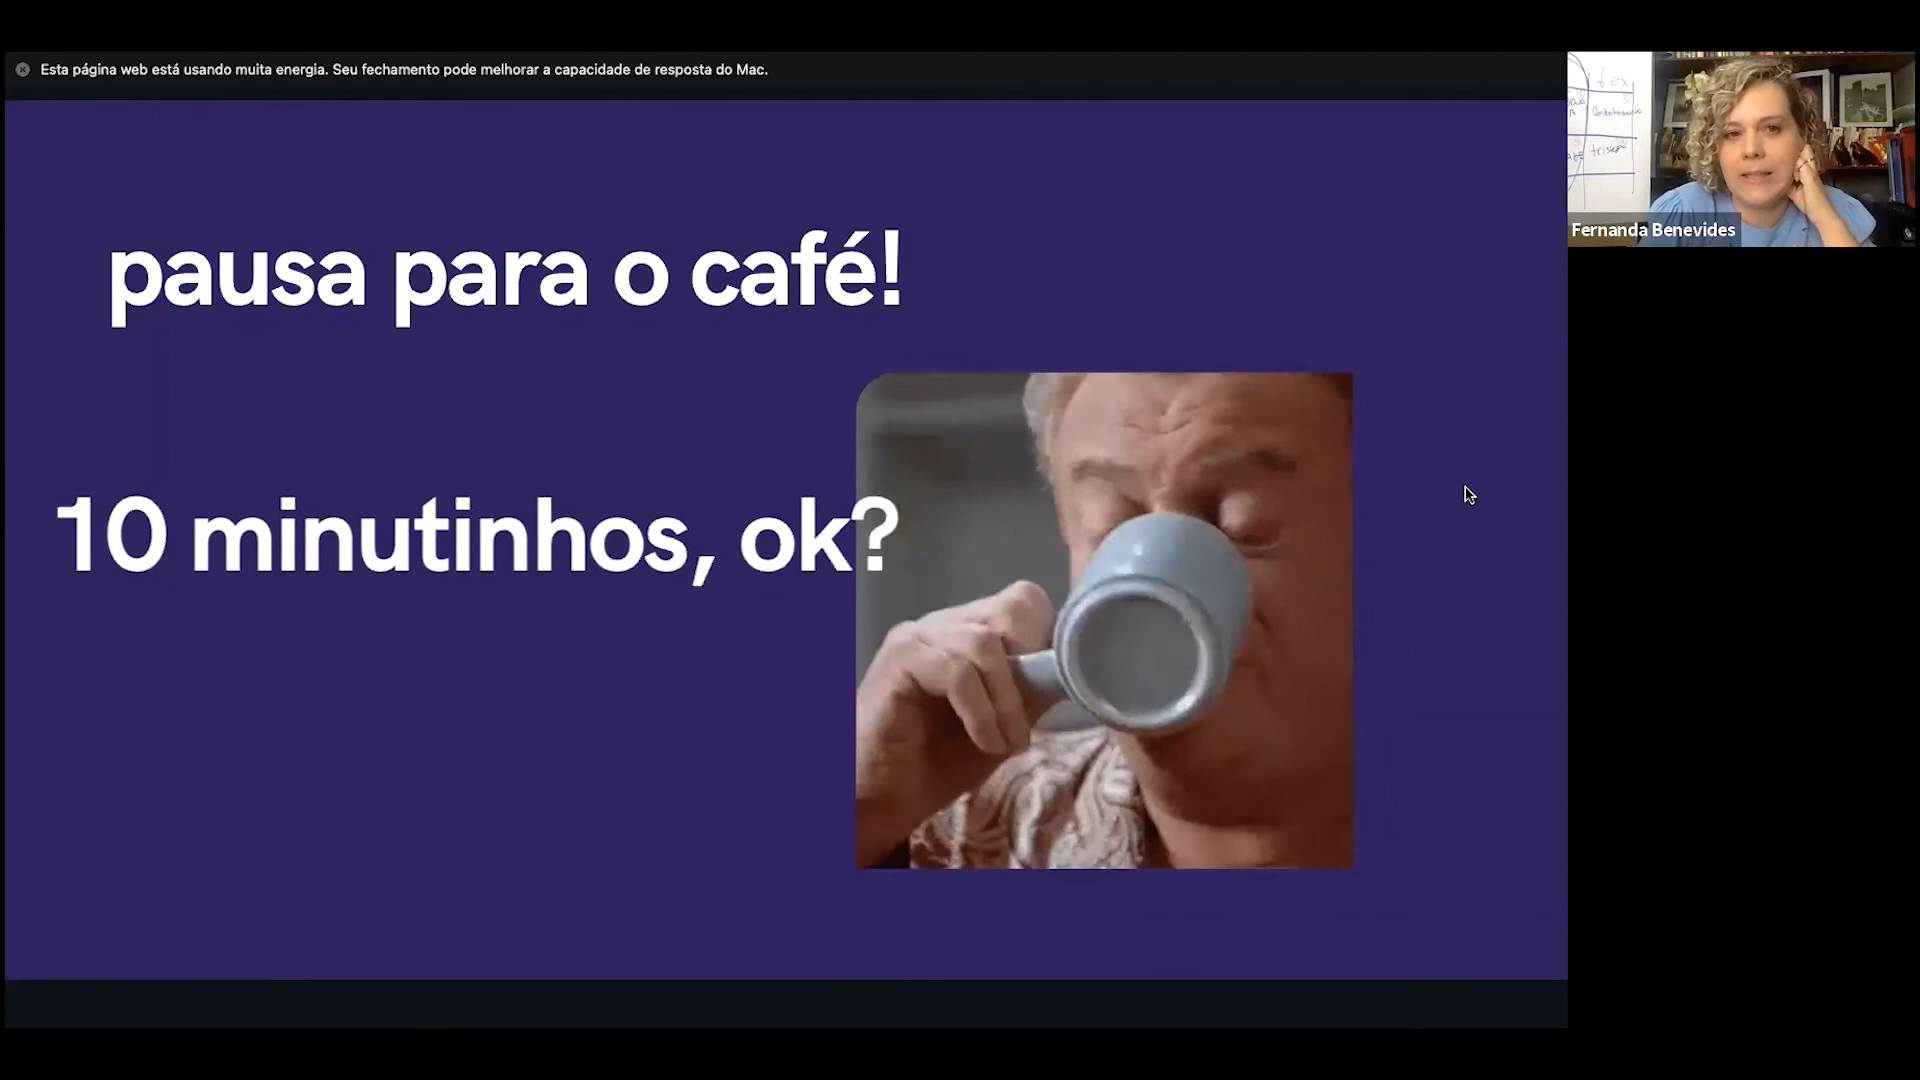 Esta página web está usando muita energia. Seu fechamento pode melhorar a capacidade de resposta do Mac.
pausa para o café!
10 minutinhos, ok?
Fernanda Benevides